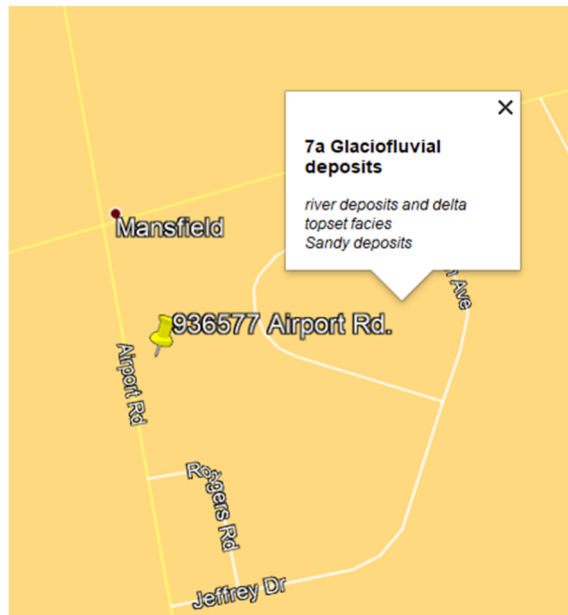 ×
7a Glaciofluvial
deposits
river deposits and delta
topset facies
Sandy deposits
Mansfield
Ave
936577 Airport Rd.
Airport Rd
Rodgers Rd
Jeffrey Dr